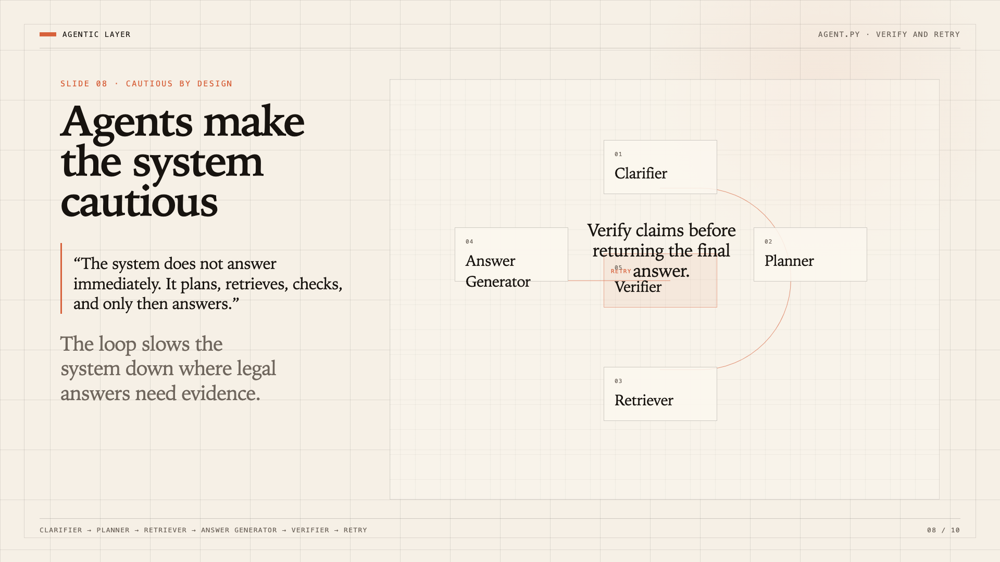 AGENTIC LAYER
AGENT.PY · VERIFY AND RETRY
SLIDE 08 · CAUTIOUS BY DESIGN
Agents make
the system
cautious
“The system does not answer
immediately. It plans, retrieves, checks,
and only then answers.”
The loop slows the
system down where legal
answers need evidence.
01
Clarifier
Verify claims before
returning the final
answer.
02
Planner
04
Answer
Generator
05
RETRY
Verifier
03
Retriever
CLARIFIER → PLANNER → RETRIEVER → ANSWER GENERATOR → VERIFIER → RETRY
08 / 10